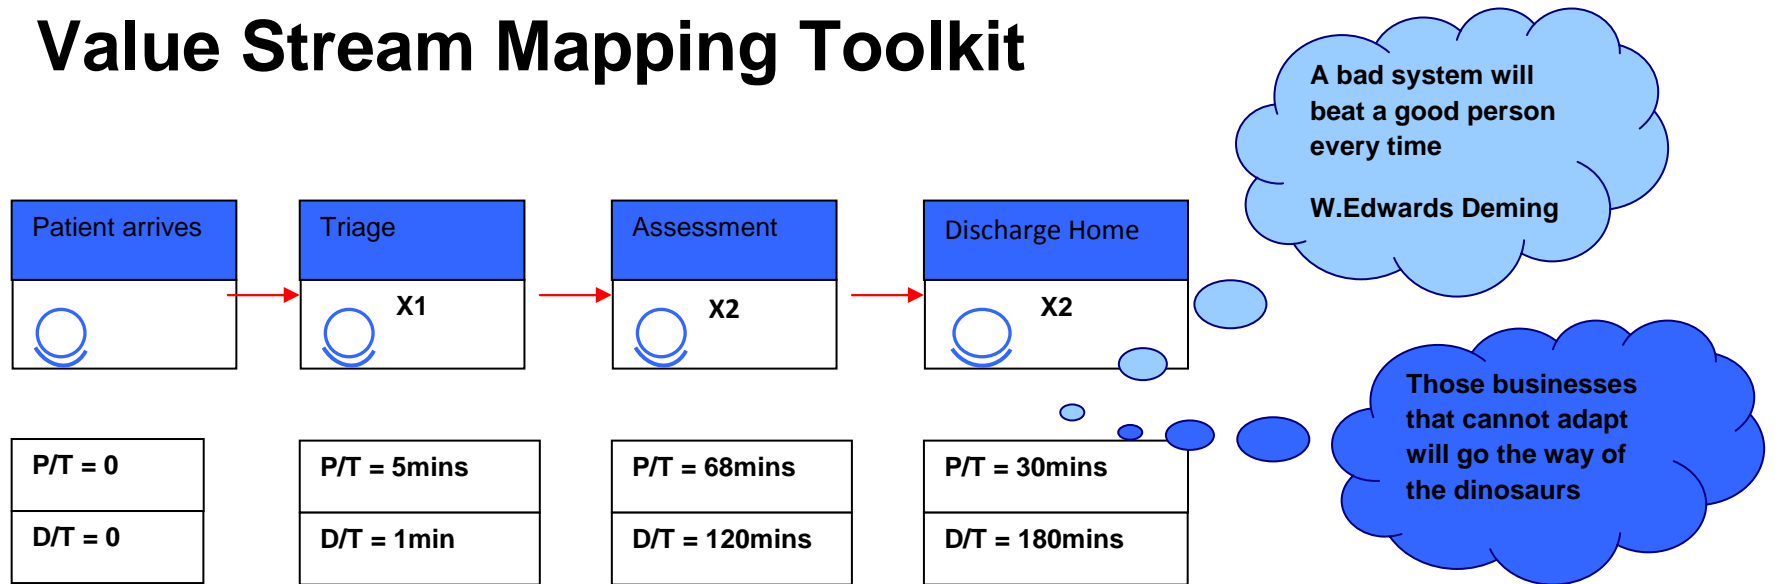 Value Stream Mapping Toolkit
A bad system will
beat a good person
every time
W.Edwards Deming
Patient arrives
Triage
Assessment
Discharge Home
X1
X2
X2
Those businesses
that cannot adapt
will go the way of
the dinosaurs
P/T = 0
P/T = 5mins
P/T = 68mins
P/T = 30mins
D/T = 0
D/T = 1min
D/T = 120mins
D/T = 180mins